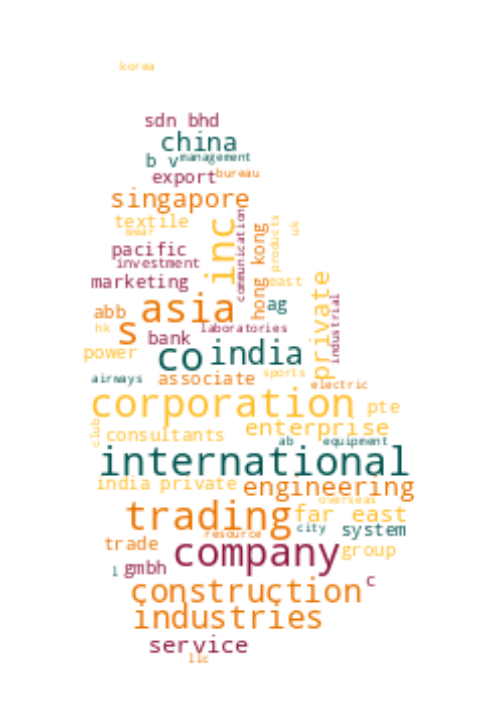 korea
sdn bhd
china
b v management
export bureau
singapore
textile
wear
inc
communication
hong kong
products
uk
pacific
investment
marketing
east
private
industrial
abb
asia
ag
hk
s
bank
laboratories
power
co india
airways
associate
sports
electric
corporation
pte
club
consultants
enterprise
ab
equipment
international
india private
engineering
overseas
trading
far east
resource
city
system
trade
company
group
l
gmbh
c
construction
industries
service
llc